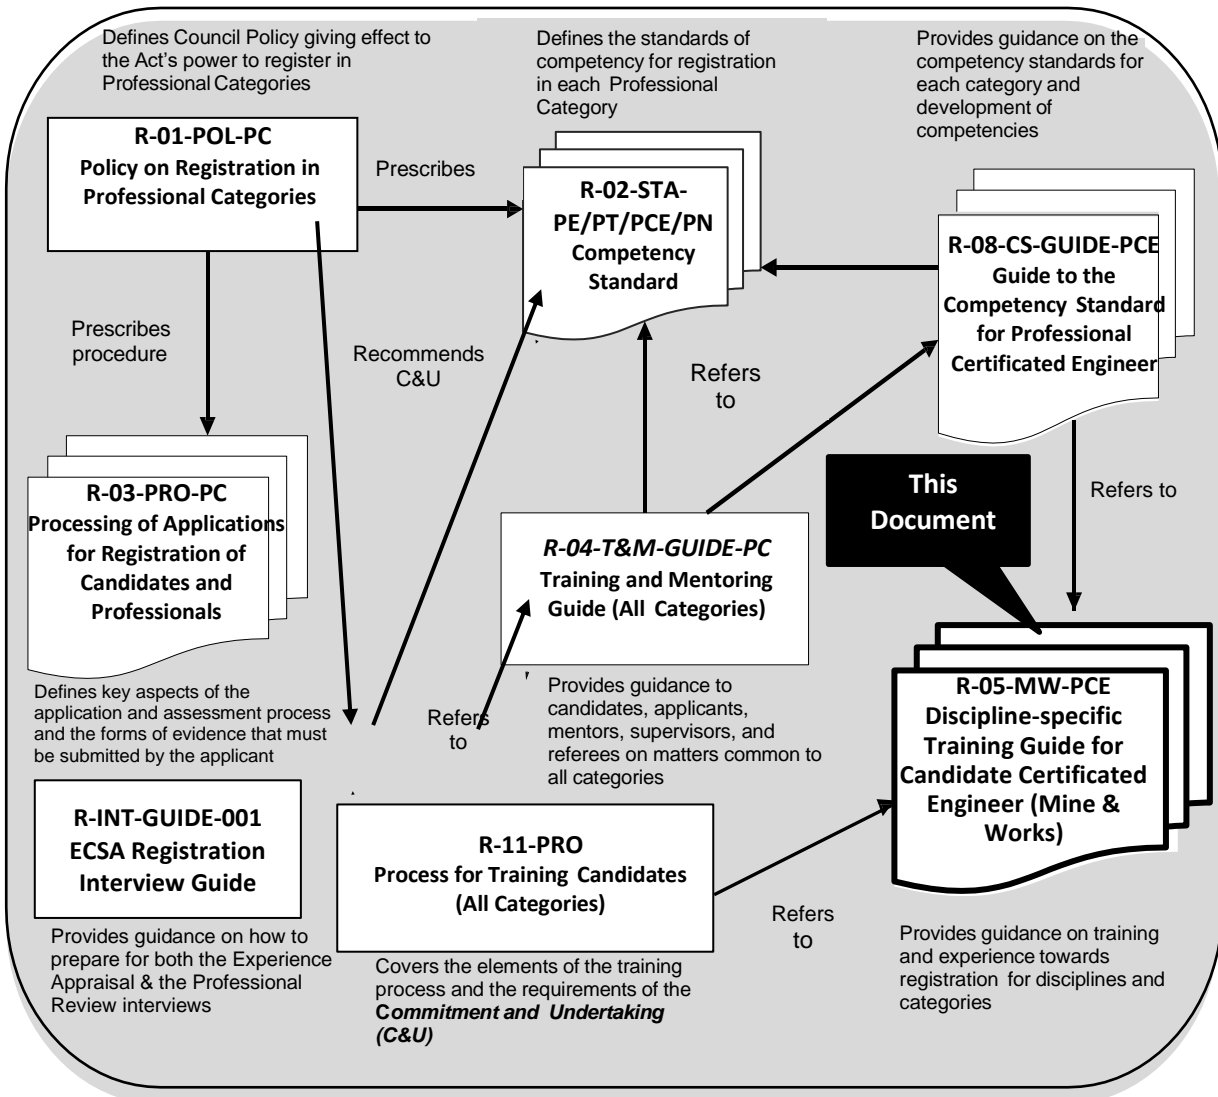 Defines Council Policy giving effect to
the Act's power to register in
Professional Categories
Defines the standards of
competency for registration
in each Professional
Category
Provides guidance on the
competency standards for
each category and
development of
competencies
R-01-POL-PC
Policy on Registration in
Professional Categories
Prescribes
R-02-STA-
PE/PT/PCE/PN
Competency
Standard
R-08-CS-GUIDE-PCE
Guide to the
Competency Standard
for Professional
Certificated Engineer
Prescribes
procedure
Recommends
C&U
Refers
to
R-03-PRO-PC
Processing of Applications
for Registration of
Candidates and
Professionals
This
Document
Refers to
R-04-T&M-GUIDE-PC
Training and Mentoring
Guide (All Categories)
Defines key aspects of the
application and assessment process
and the forms of evidence that must
be submitted by the applicant
Refers
to
Provides guidance to
candidates, applicants,
mentors, supervisors, and
referees on matters common to
all categories
R-05-MW-PCE
Discipline-specific
Training Guide for
Candidate Certificated
Engineer (Mine &
Works)
R-INT-GUIDE-001
ECSA Registration
Interview Guide
R-11-PRO
Process for Training Candidates
(All Categories)
Refers
to
Provides guidance on how to
prepare for both the Experience
Appraisal & the Professional
Review interviews
Covers the elements of the training
process and the requirements of the
Commitment and Undertaking
(C&U)
Provides guidance on training
and experience towards
registration for disciplines and
categories